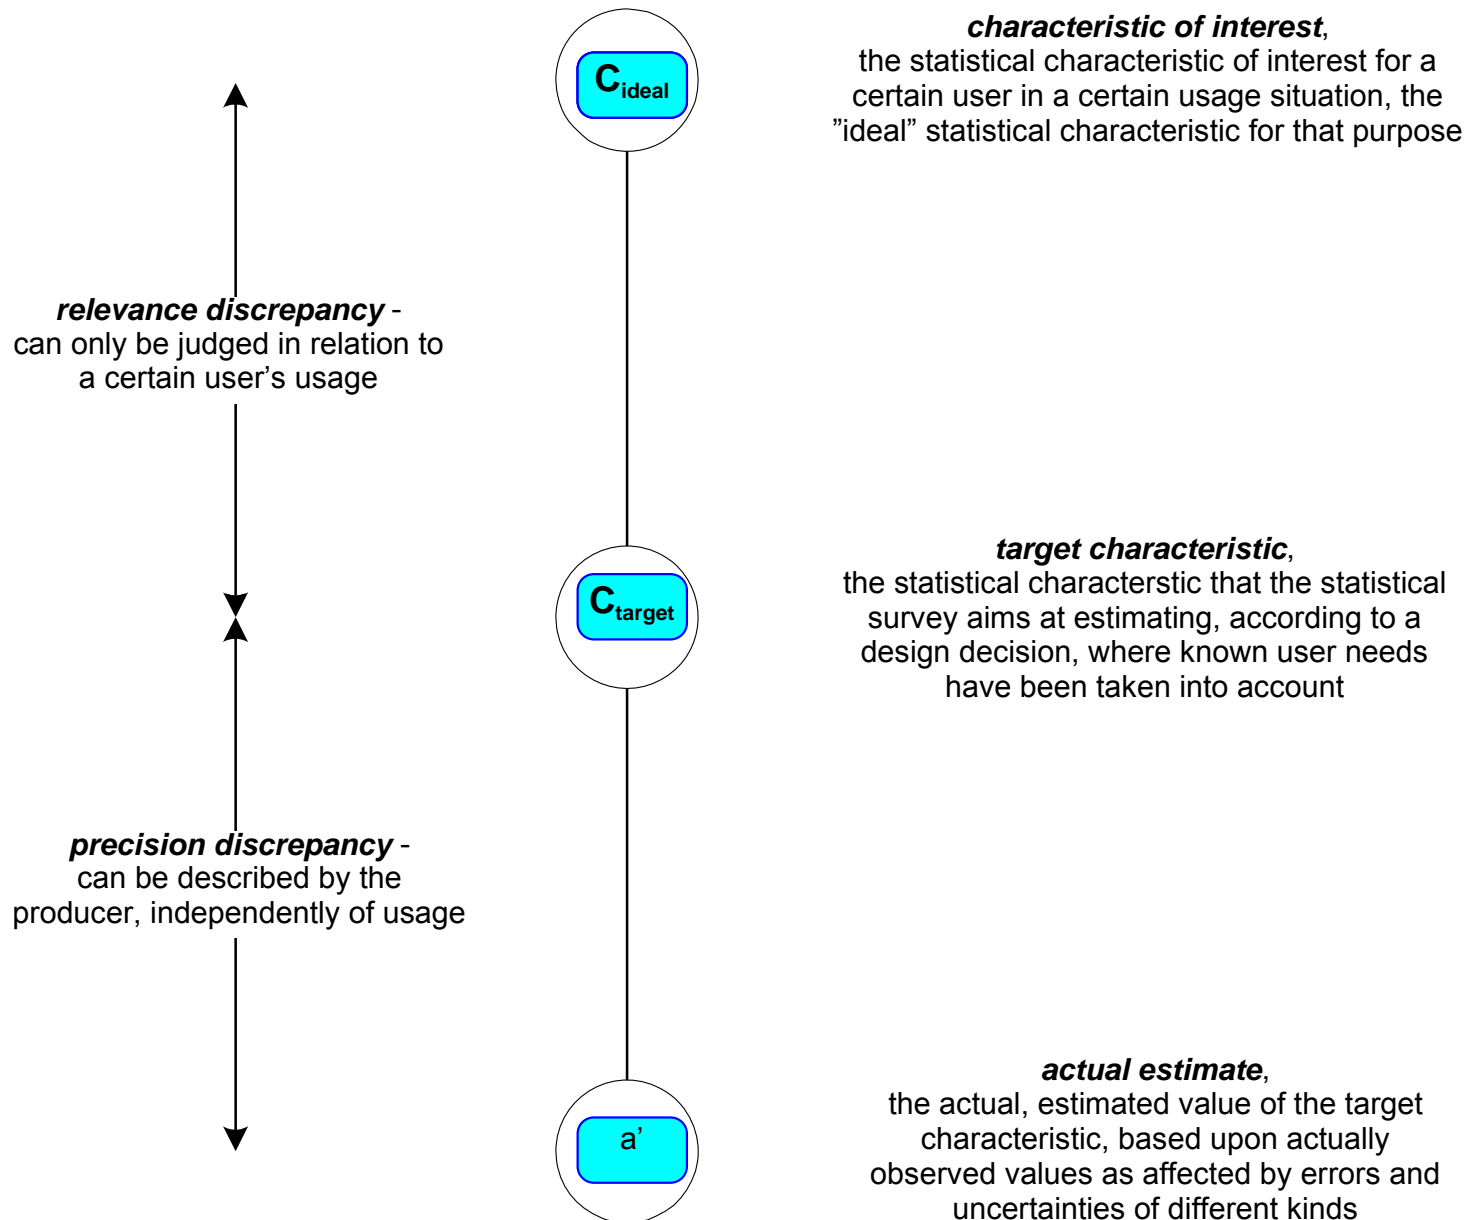 C ideal
characteristic of interest,
the statistical characteristic of interest for a
certain user in a certain usage situation, the
”ideal” statistical characteristic for that purpose
relevance discrepancy -
can only be judged in relation to
a certain user’s usage
C target
target characteristic,
the statistical characterstic that the statistical
survey aims at estimating, according to a
design decision, where known user needs
have been taken into account
precision discrepancy -
can be described by the
producer, independently of usage
a’
actual estimate,
the actual, estimated value of the target
characteristic, based upon actually
observed values as affected by errors and
uncertainties of different kinds